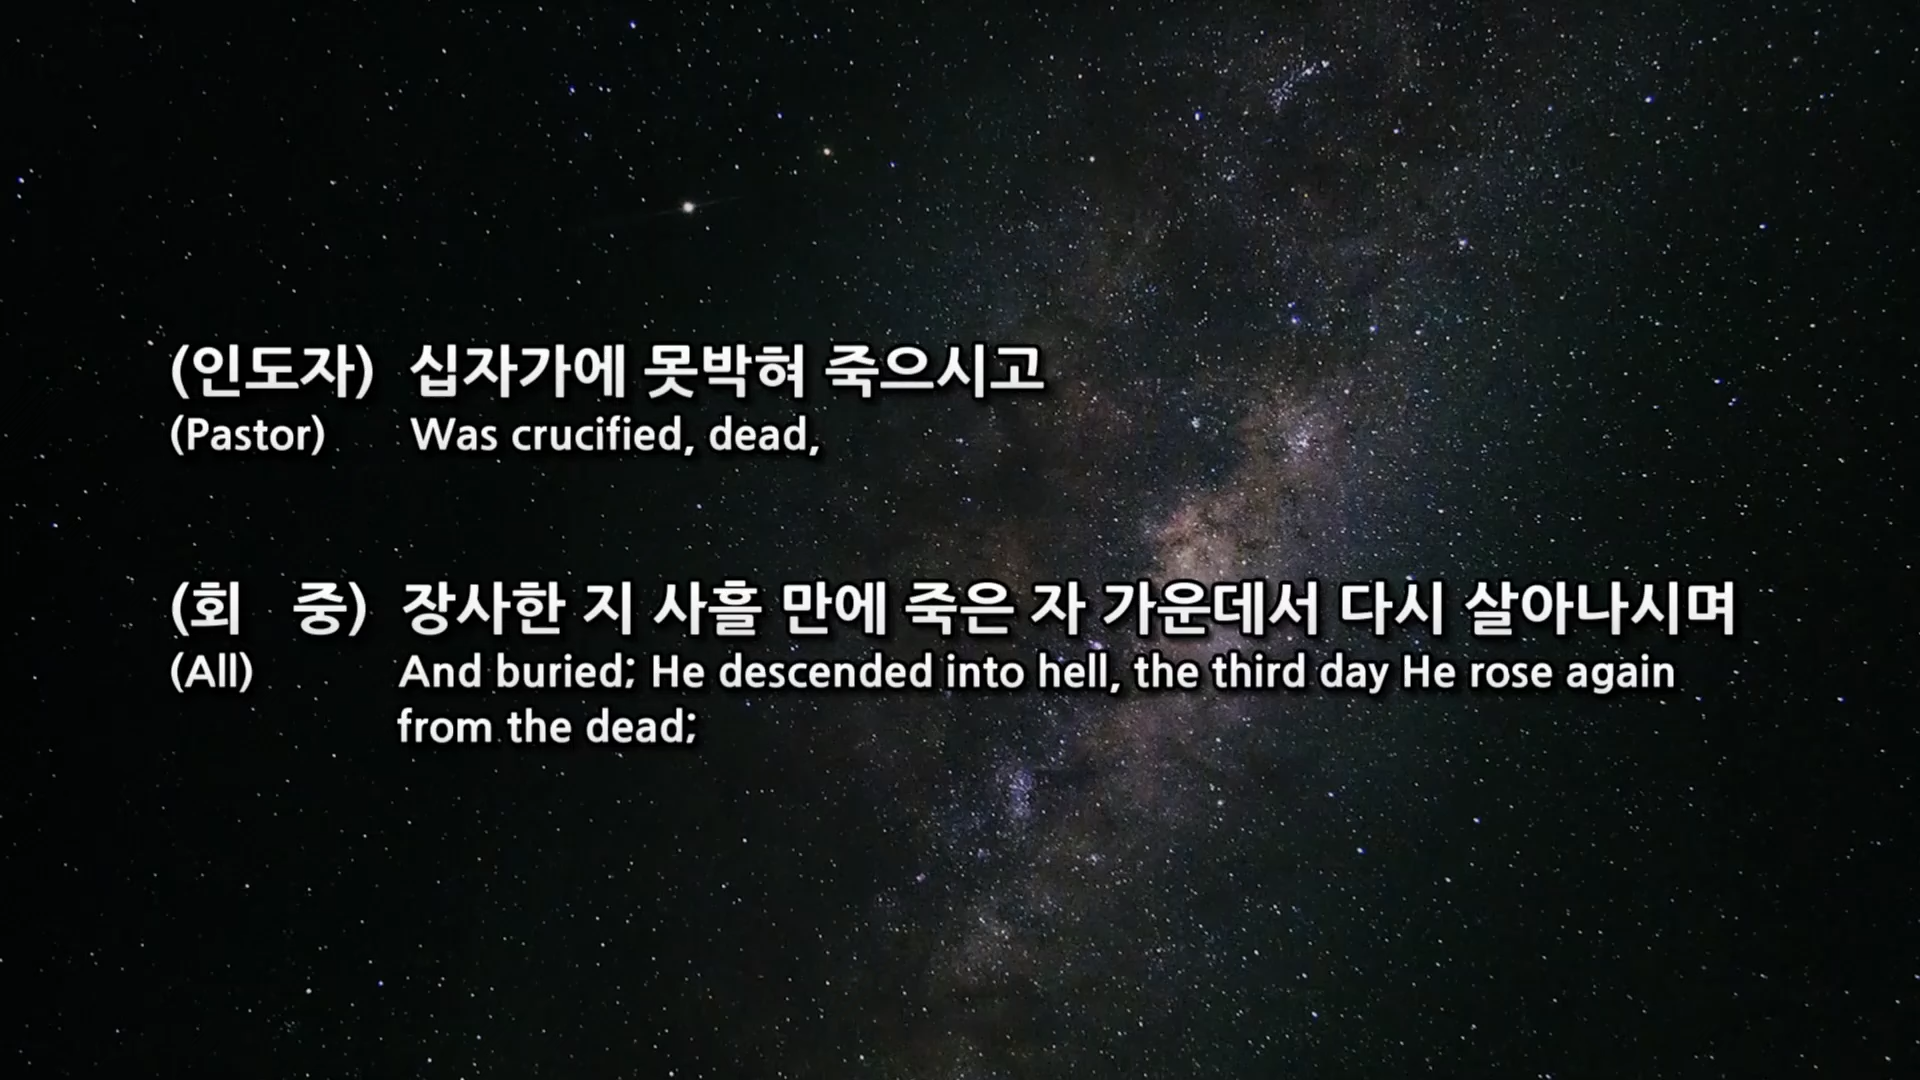 (인도자) 십자가에 못박혀 죽으시고
(Pastor) Was crucified, dead,
(회 중) 장사한 지 사흘 만에 죽은 자 가운데서 다시 살아나시며
(All) And buried; He descended into hell, the third day He rose again
from the dead;